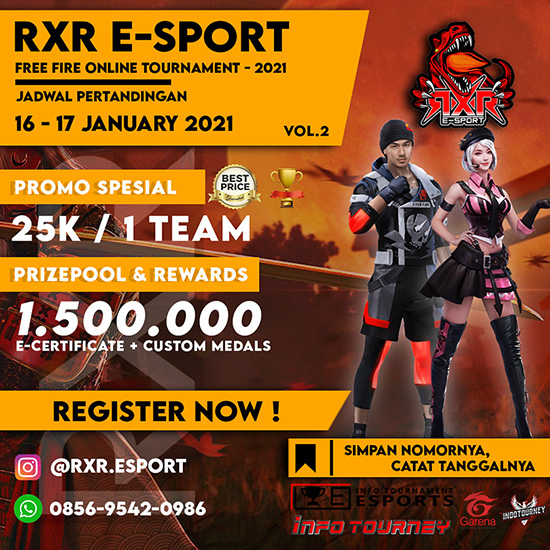 RXR E-SPORT
FREE FIRE ONLINE TOURNAMENT - 2021
JADWAL PERTANDINGAN
16 - 17 JANUARY 2021
VOL.2
RXR
E-SPORT
PROMO SPESIAL
BEST
PRICE
25K / 1 TEAM
PRIZEPOOL & REWARDS
1.500.000
E-CERTIFICATE + CUSTOM MEDALS
REGISTER NOW !
@RXR.ESPORT
0856-9542-0986
SIMPAN NOMORNYA,
CATAT TANGGALNYA
INFO TOURNAMENT
ESPORTS
INFO TOURNEY
Garena
INDOTOURNEY